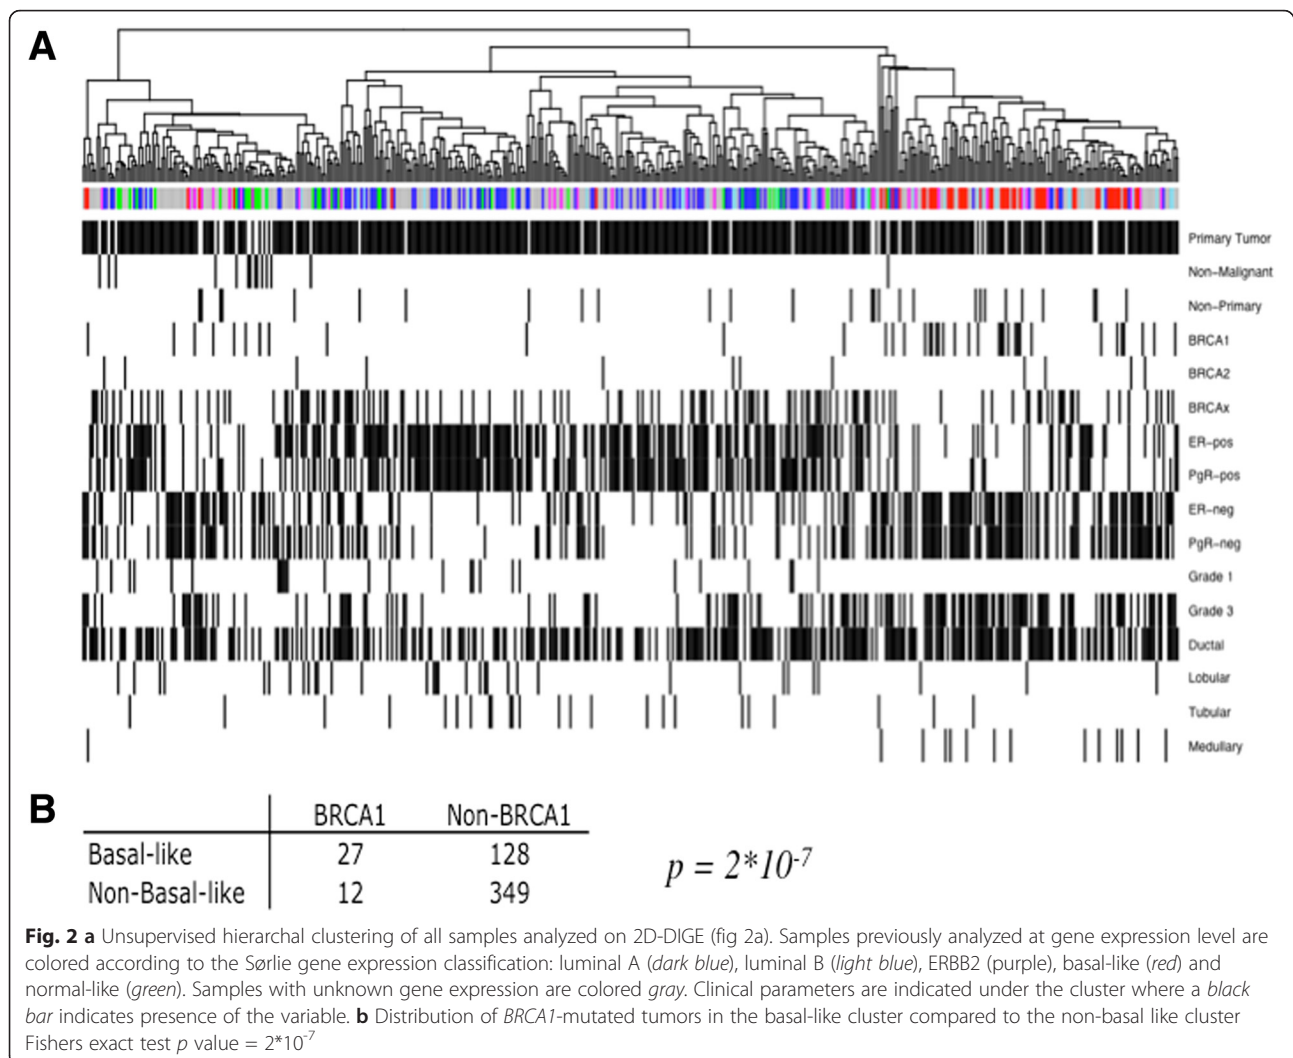 A
Primary Tumor
Non-Malignant
Non-Primary
BRCA1
BRCA2
BRCAx
ER-pos
PgR-pos
ER-neg
PgR-neg
Grade 1
Grade 3
Ductal
Lobular
Tubular
Medullary
B
BRCA1 Non-BRCA1
Basal-like 27 128
Non-Basal-like 12 349
p = 2*10-7
Fig. 2 a Unsupervised hierarchal clustering of all samples analyzed on 2D-DIGE (fig 2a). Samples previously analyzed at gene expression level are
colored according to the Sørlie gene expression classification: luminal A (dark blue), luminal B (light blue), ERBB2 (purple), basal-like (red) and
normal-like (green). Samples with unknown gene expression are colored gray. Clinical parameters are indicated under the cluster where a black
bar indicates presence of the variable. b Distribution of BRCA1-mutated tumors in the basal-like cluster compared to the non-basal like cluster
Fishers exact test p value = 2*10-7